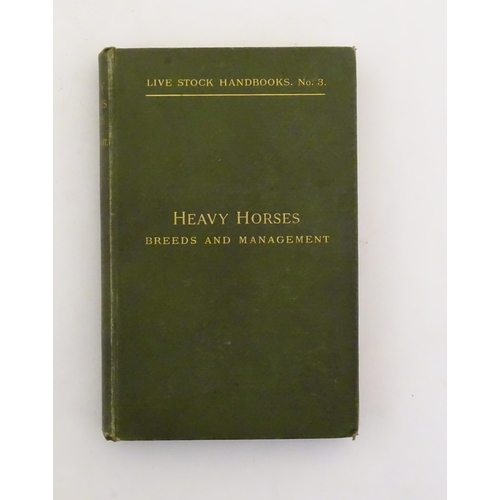 LIVE STOCK HANDBOOKS. No. 3.
HEAVY HORSES
BREEDS AND MANAGEMENT